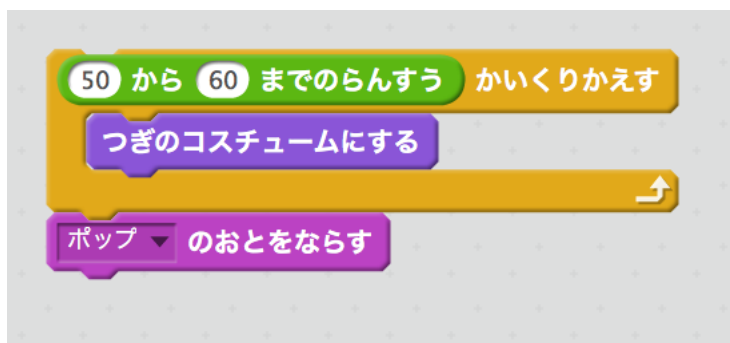 50 から 60 までのらんすう かいくりかえす
つぎのコスチュームにする
ポップ のおとをならす